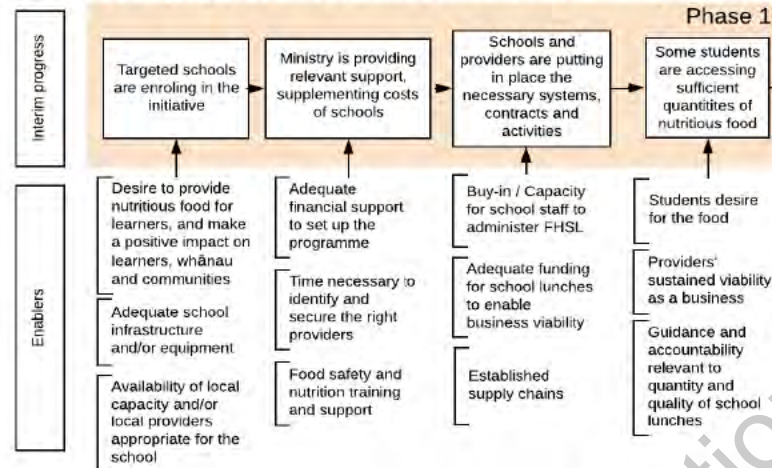 Phase 1
Interim progress
Targeted schools
are enroling in the
initiative
Ministry is providing
relevant support,
supplementing costs
of schools
Schools and
providers are putting
in place the
necessary systems,
contracts and
activities
Some students
are accessing
sufficient
quantitites of
nutritious food
Enablers
Desire to provide
nutritious food for
learners, and make
a positive impact on
learners, whānau
and communities
Adequate school
infrastructure
and/or equipment
Availability of local
capacity and/or
local providers
appropriate for the
school
Adequate
financial support
to set up the
programme
Time necessary to
identify and
secure the right
providers
Food safety and
nutrition training
and support
Buy-in / Capacity
for school staff to
administer FHSL
Adequate funding
for school lunches
to enable
business viability
Established
supply chains
Students desire
for the food
Providers'
sustained viability
as a business
Guidance and
accountability
relevant to
quantity and
quality of school
lunches